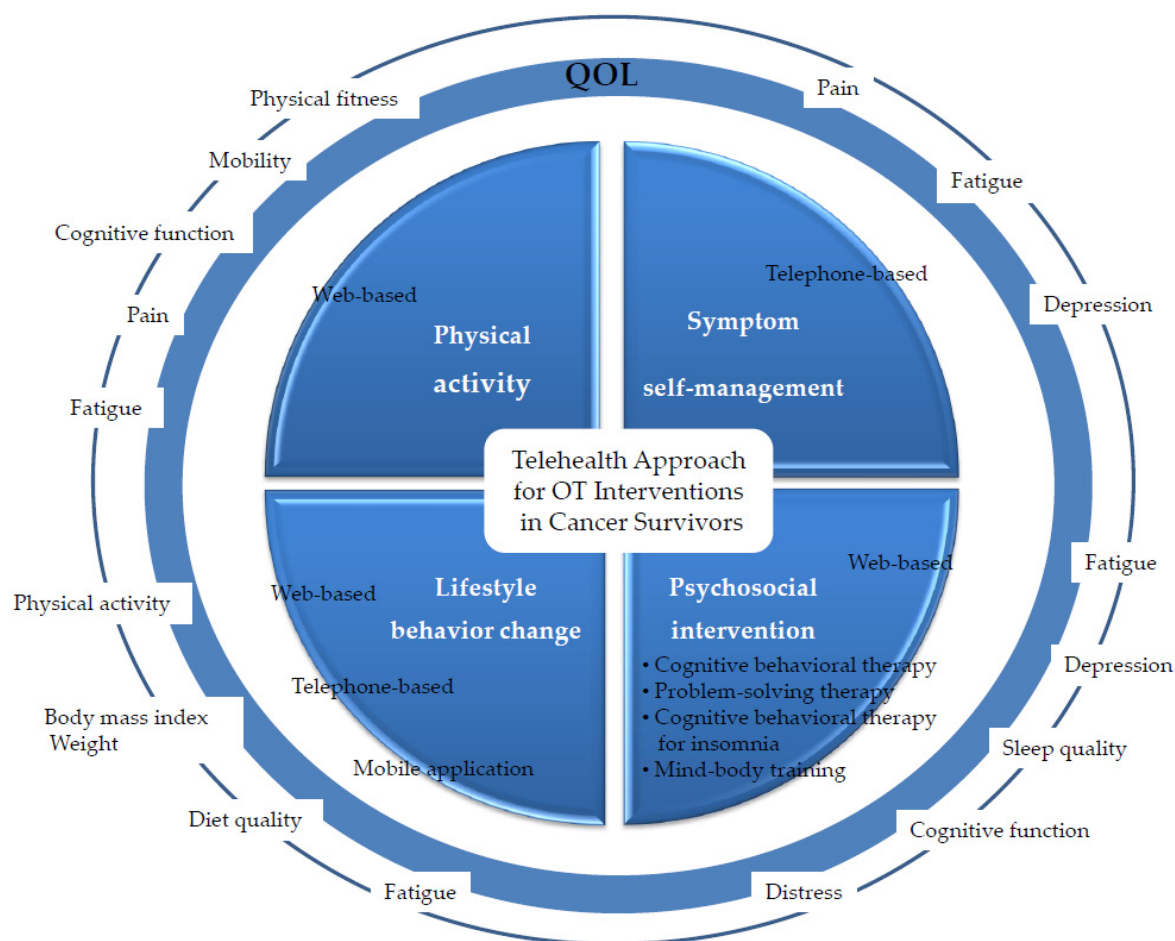 QOL
Physical fitness
Mobility
Cognitive function
Pain
Fatigue
Pain
Fatigue
Depression
Web-based
Physical
activity
Telephone-based
Symptom
self-management
Telehealth Approach
for OT Interventions
in Cancer Survivors
Web-based
Lifestyle
behavior change
Telephone-based
Mobile application
Web-based
Psychosocial
intervention
• Cognitive behavioral therapy
• Problem-solving therapy
• Cognitive behavioral therapy
for insomnia
• Mind-body training
Physical activity
Body mass index
Weight
Diet quality
Fatigue
Fatigue
Depression
Sleep quality
Cognitive function
Distress